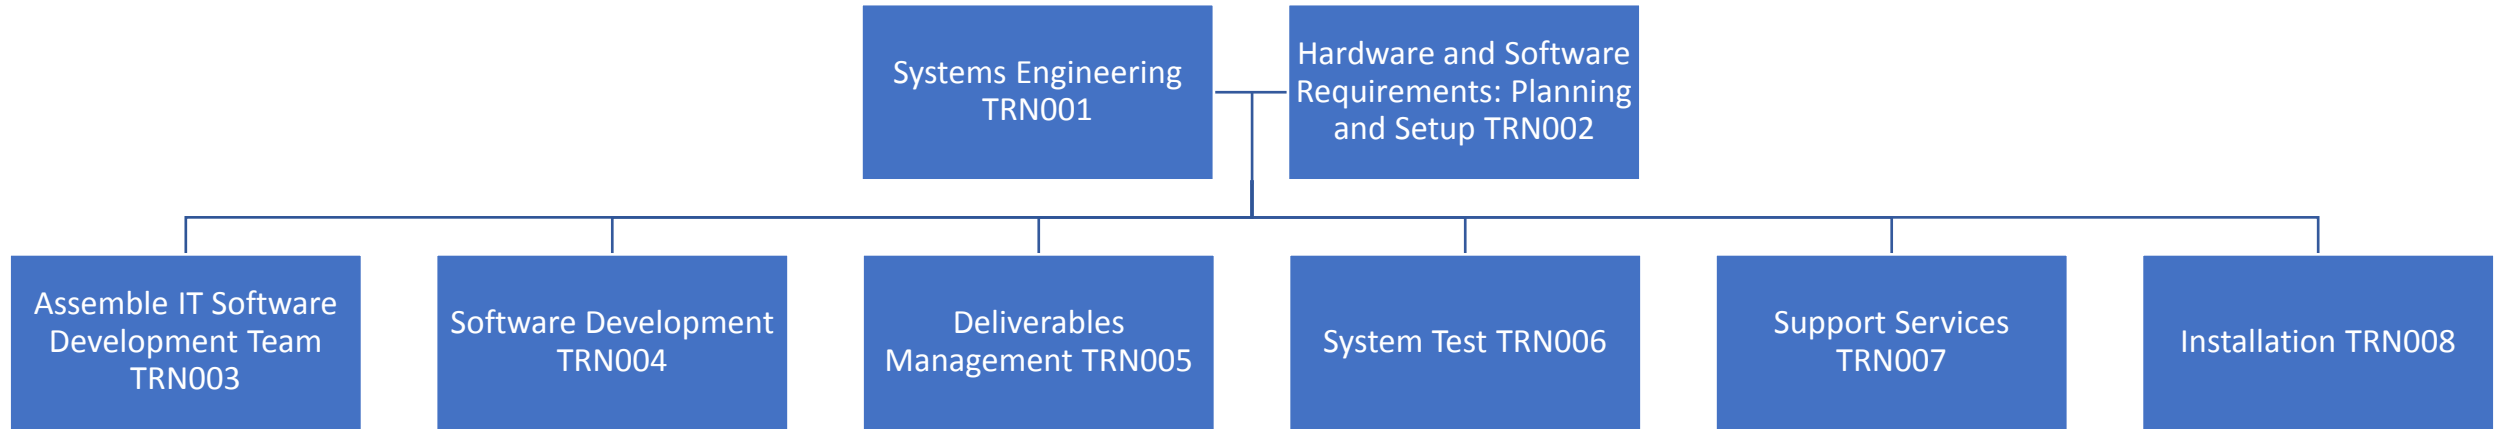 Systems Engineering
TRN001
Hardware and Software
Requirements: Planning
and Setup TRN002
Assemble IT Software
Development Team
TRN003
Software Development
TRN004
Deliverables
Management TRN005
System Test TRN006
Support Services
TRN007
Installation TRN008